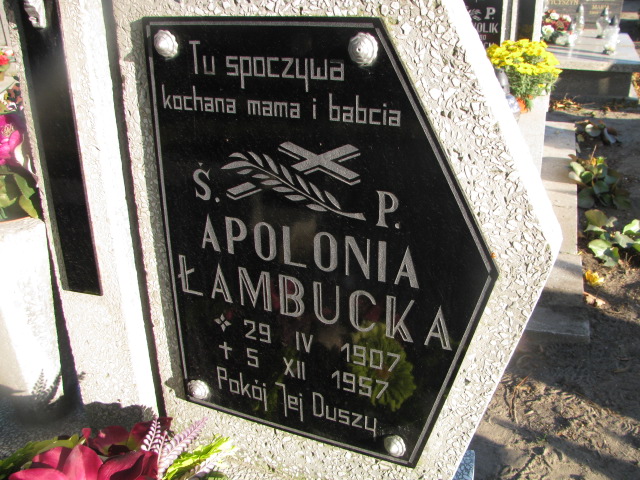 Tu spoczywa
kochana mama i babcia
Ś. P.
APOLONIA
ŁAMBUCKA
29 IV 1907
+ 5 XII 1957
Pokój Jej Duszy
P.